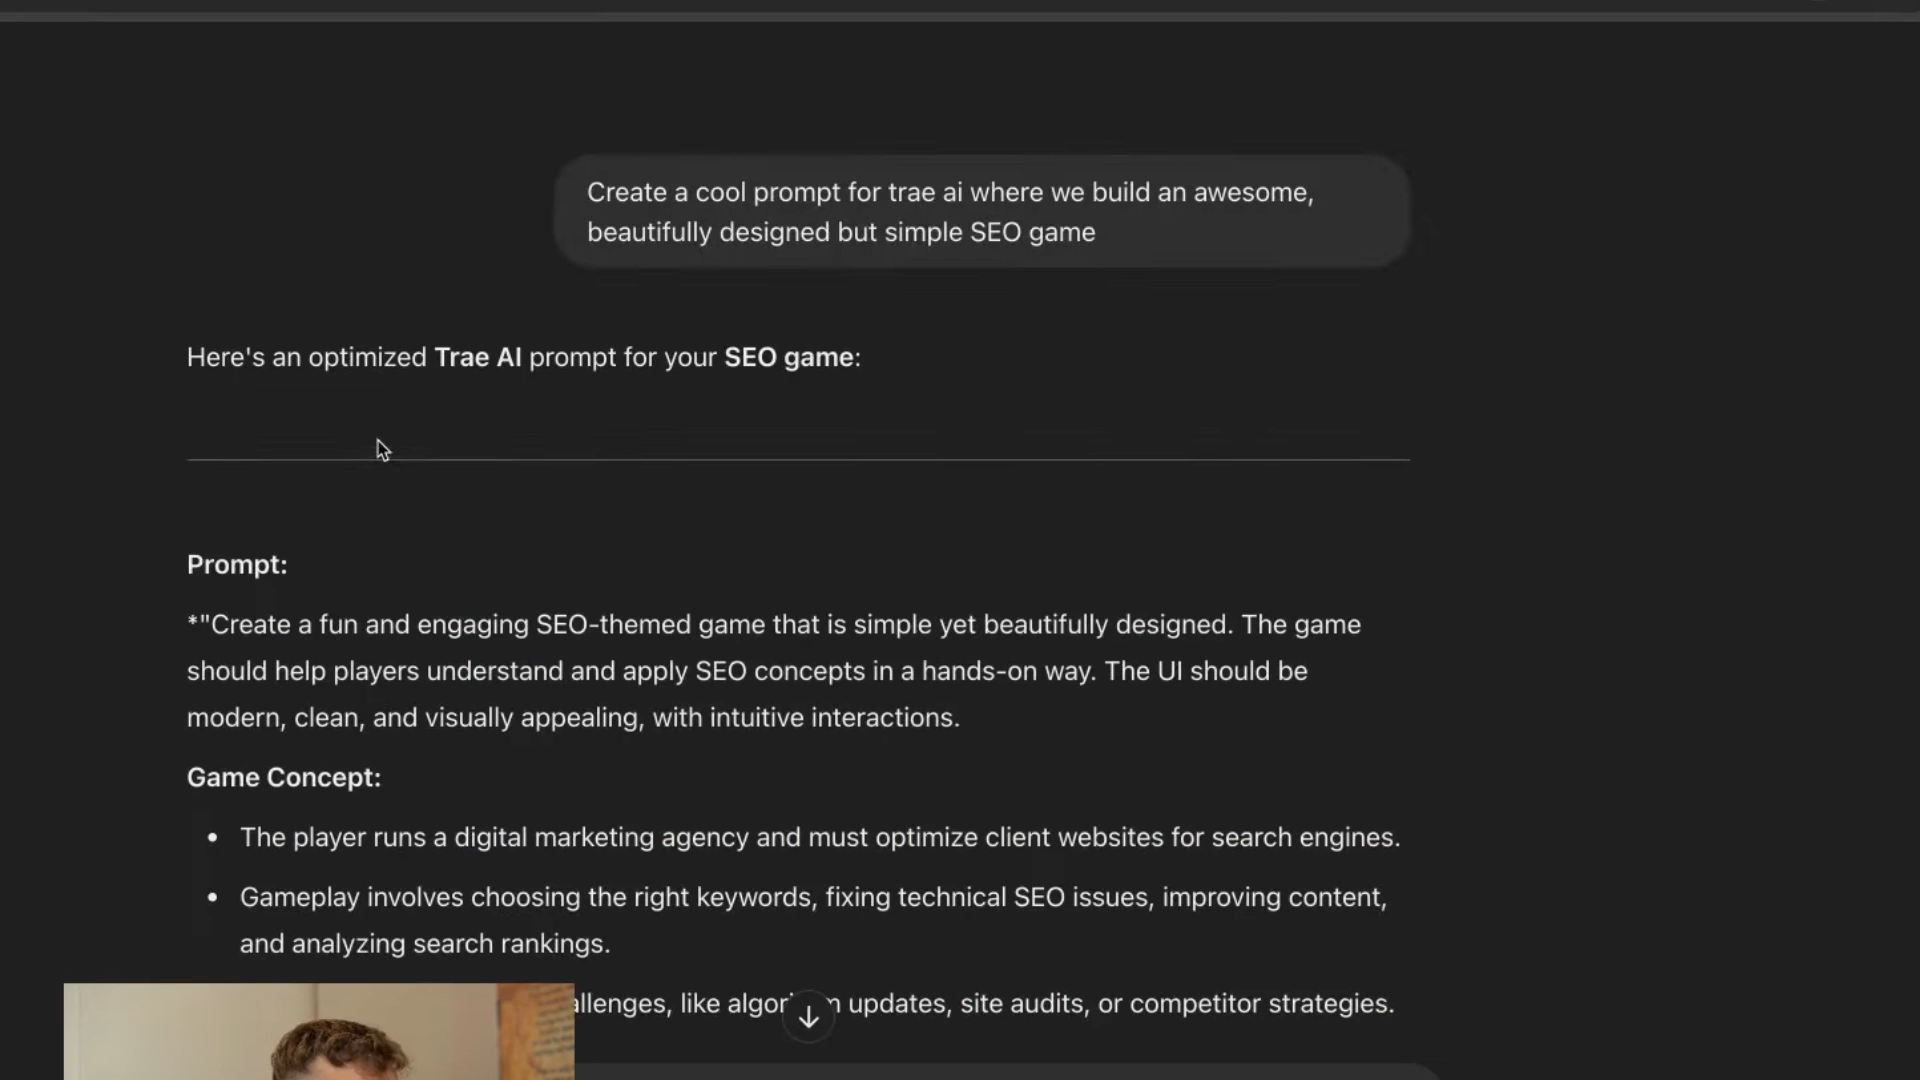 Create a cool prompt for trae ai where we build an awesome,
beautifully designed but simple SEO game
Here's an optimized Trae AI prompt for your SEO game:
Prompt:
*"Create a fun and engaging SEO-themed game that is simple yet beautifully designed. The game
should help players understand and apply SEO concepts in a hands-on way. The UI should be
modern, clean, and visually appealing, with intuitive interactions.
Game Concept:
• The player runs a digital marketing agency and must optimize client websites for search engines.
• Gameplay involves choosing the right keywords, fixing technical SEO issues, improving content,
and analyzing search rankings.
like updates, site audits, or competitor strategies.